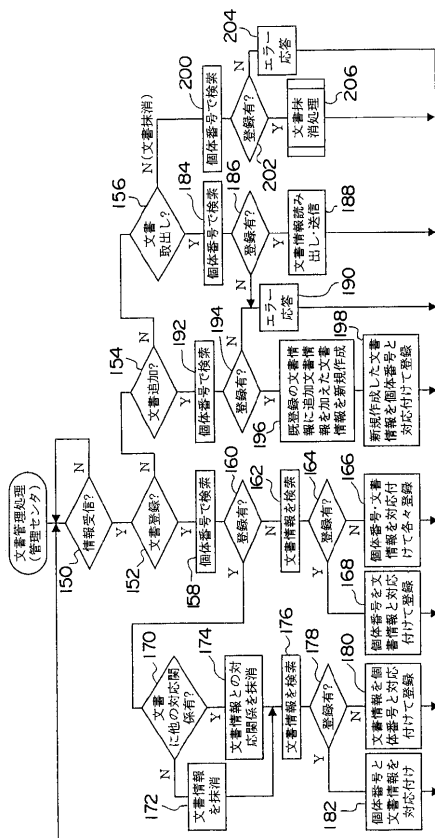 文書管理処理
(管理センタ)
150
情報受信?
N
Y
152
文書登録?
N
Y
154
文書追加?
N
Y
156
文書
取出し?
N(文書抹消)
Y
158
個体番号で検索
160
登録有?
Y
N
162
文書情報を検索
164
登録有?
Y
N
166
個体番号・文書
情報を対応付
けて各々登録
168
個体番号を文
書情報と対応
付けて登録
170
文書
に他の対応関
係有?
N
Y
172
文書情報
を抹消
174
文書情報との対
応関係を抹消
176
文書情報を検索
178
登録有?
Y
N
180
文書情報を個
体番号と対応
付けて登録
182
個体番号と
文書情報を
対応付け
184
個体番号で検索
186
登録有?
N
Y
188
文書情報読み
出し・送信
190
エラー
応答
192
個体番号で検索
194
登録有?
N
Y
196
既登録の文書情
報に追加文書情
報を加えた文書
情報を新規作成
198
新規作成した文書
情報を個体番号と
対応付けて登録
200
個体番号で検索
202
登録有?
N
Y
204
エラー
応答
206
文書抹
消処理